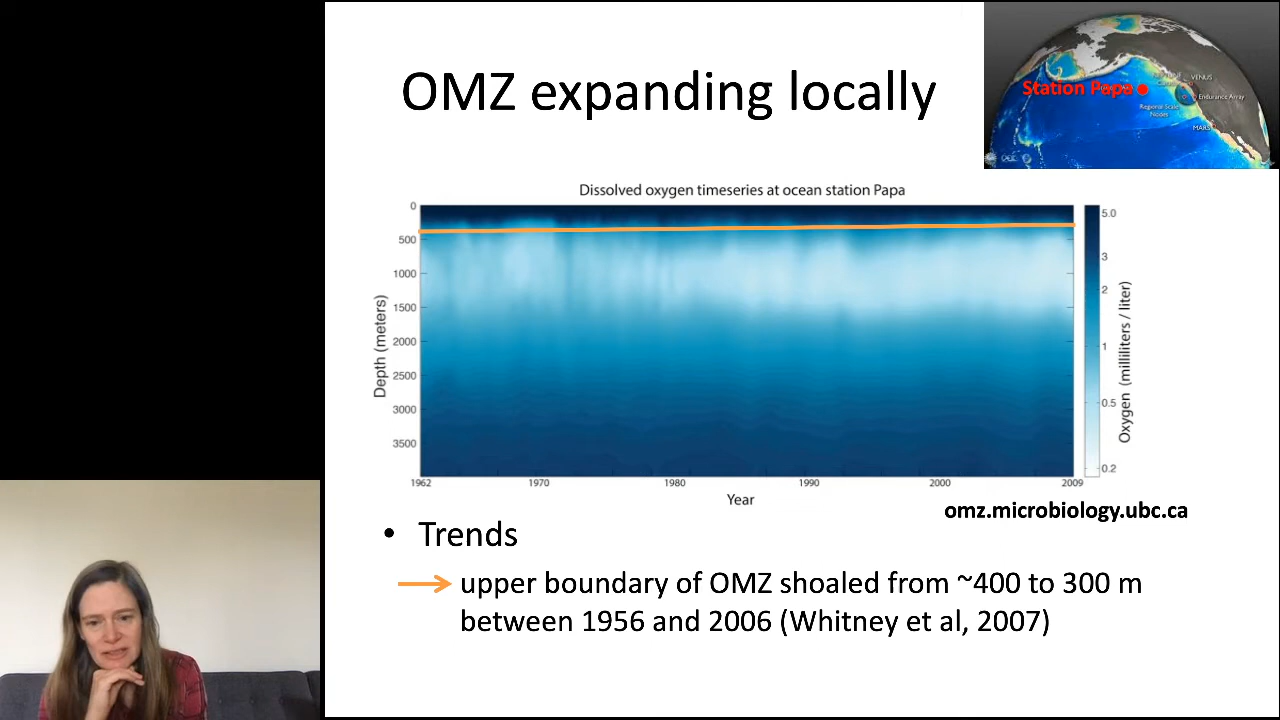 OMZ expanding locally
Station Papa
VENUS
Endurance Array
Regional Scale
Nodes
MARS
Dissolved oxygen timeseries at ocean station Papa
Depth (meters)
0
500
1000
1500
2000
2500
3000
3500
1962
1970
1980
1990
2000
2009
Year
5.0
3
2
1
0.5
0.2
Oxygen (milliliters / liter)
omz.microbiology.ubc.ca
• Trends
upper boundary of OMZ shoaled from ~400 to 300 m
between 1956 and 2006 (Whitney et al, 2007)